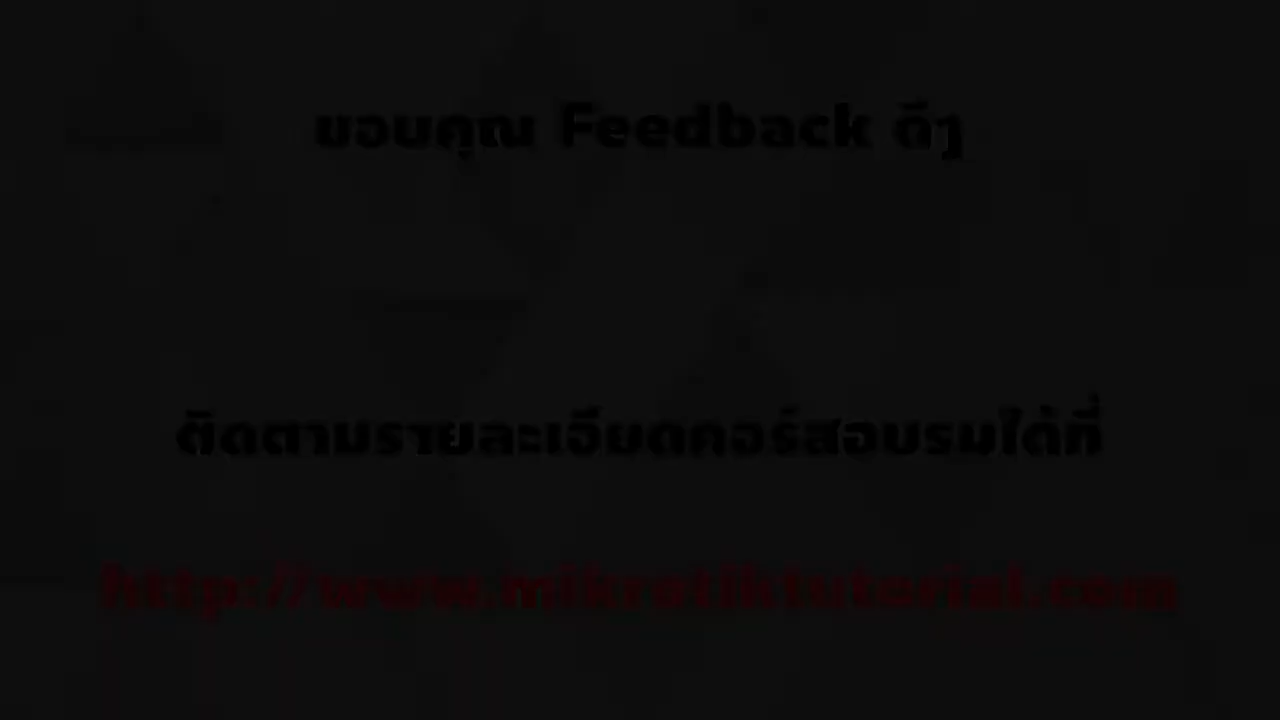 ขอบคุณ Feedback ดีๆ
ติดตามรายละเอียดคอร์สอบรมได้ที่
http://www.mikrotiktutorial.com